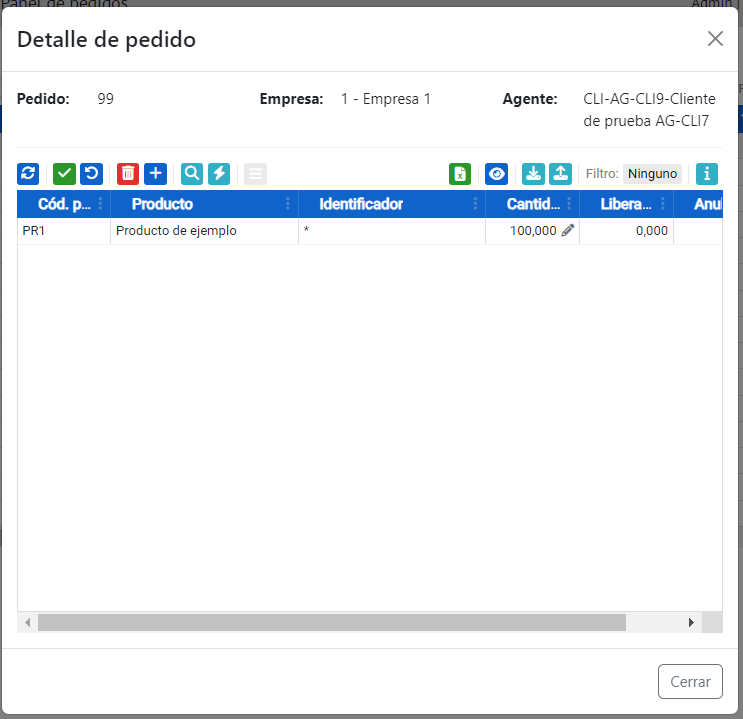 Panel de pedidos
Admin
Detalle de pedido
Pedido: 99 Empresa: 1 - Empresa 1 Agente: CLI-AG-CLI9-Cliente
de prueba AG-CLI7
Filtro: Ninguno
Cód. p... Producto Identificador Cantid... Libera... Anul
PR1 Producto de ejemplo * 100,000 0,000
Cerrar